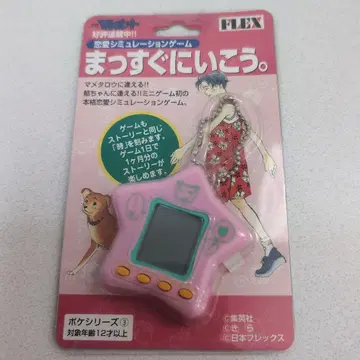 FLEX
好評連載中!!
恋愛シミュレーションゲーム
まっすぐにいこう。
マメタロウに逢える!!
郁ちゃんに逢える!!ミニゲーム初の
本格恋愛シミュレーションゲーム。
ゲームも
ストーリーと同じ
「時」を刻みます。
ゲーム1日で
1ヶ月分の
ストーリーが
楽しめます。
ポケシリーズ③
対象年齢12才以上
©集英社
©きら
©日本フレックス